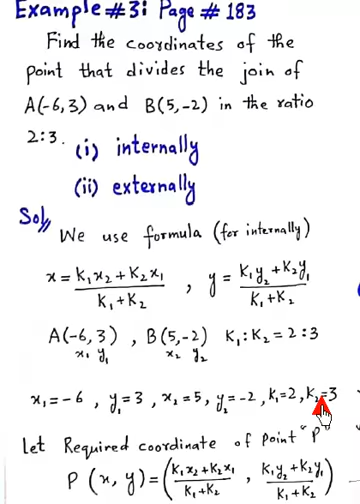 Example #3: Page # 183
Find the coordinates of the
point that divides the join of
A(-6,3) and B(5,-2) in the ratio
2:3.
(i) internally
(ii) externally
Sol
We use formula (for internally)
x = (K₁x₂+K₂x₁)/(K₁+K₂) , y = (K₁y₂+K₂y₁)/(K₁+K₂)
A(-6,3) , B(5,-2) K₁:K₂ = 2:3
x₁ y₁ x₂ y₂
x₁=-6 , y₁=3 , x₂=5, y₂=-2, K₁=2, K₂=3
let Required coordinate of point "P"
P(x,y) = ((K₁x₂+K₂x₁)/(K₁+K₂) , (K₁y₂+K₂y₁)/(K₁+K₂))